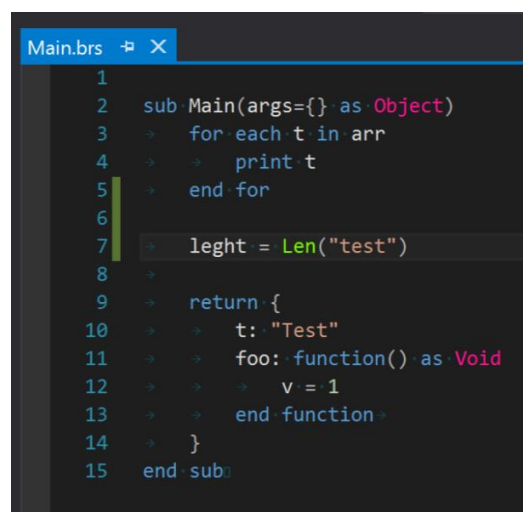 Main.brs
1
2 sub Main(args={} as Object)
3 for each t in arr
4 print t
5 end for
6
7 leght = Len("test")
8
9 return {
10 t: "Test"
11 foo: function() as Void
12 v = 1
13 end function
14 }
15 end sub